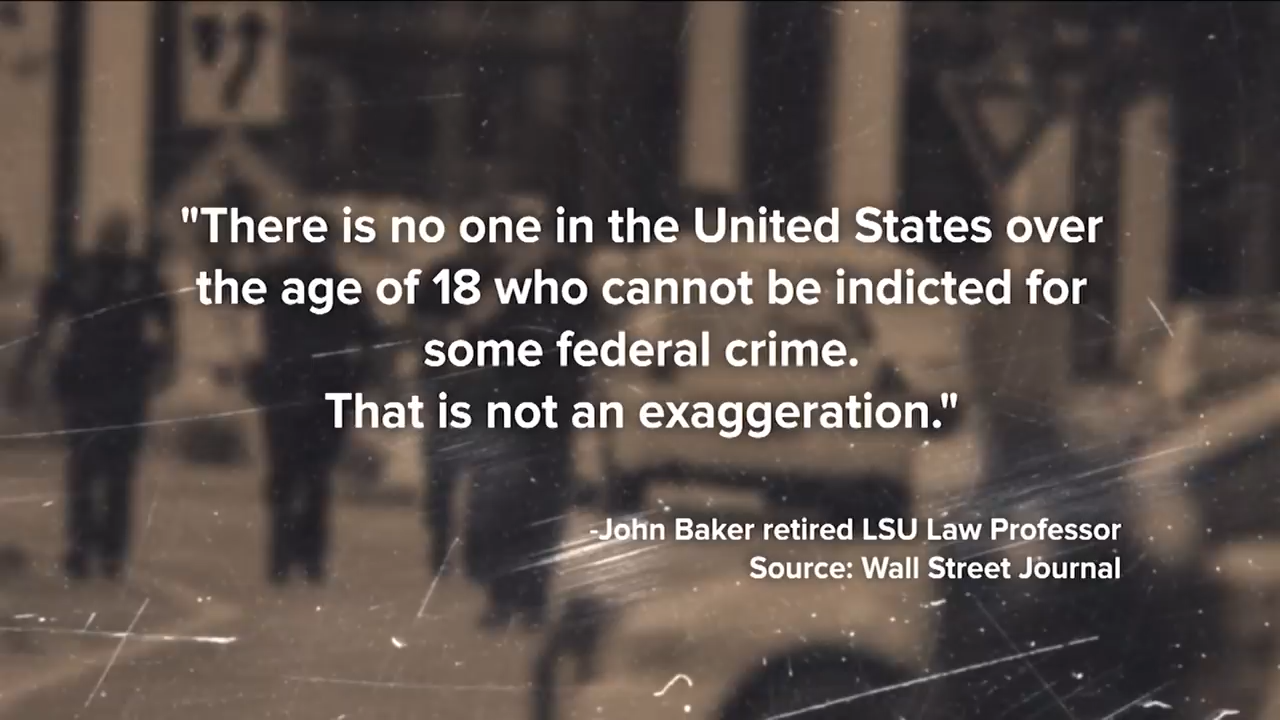 "There is no one in the United States over
the age of 18 who cannot be indicted for
some federal crime.
That is not an exaggeration."
-John Baker retired LSU Law Professor
Source: Wall Street Journal